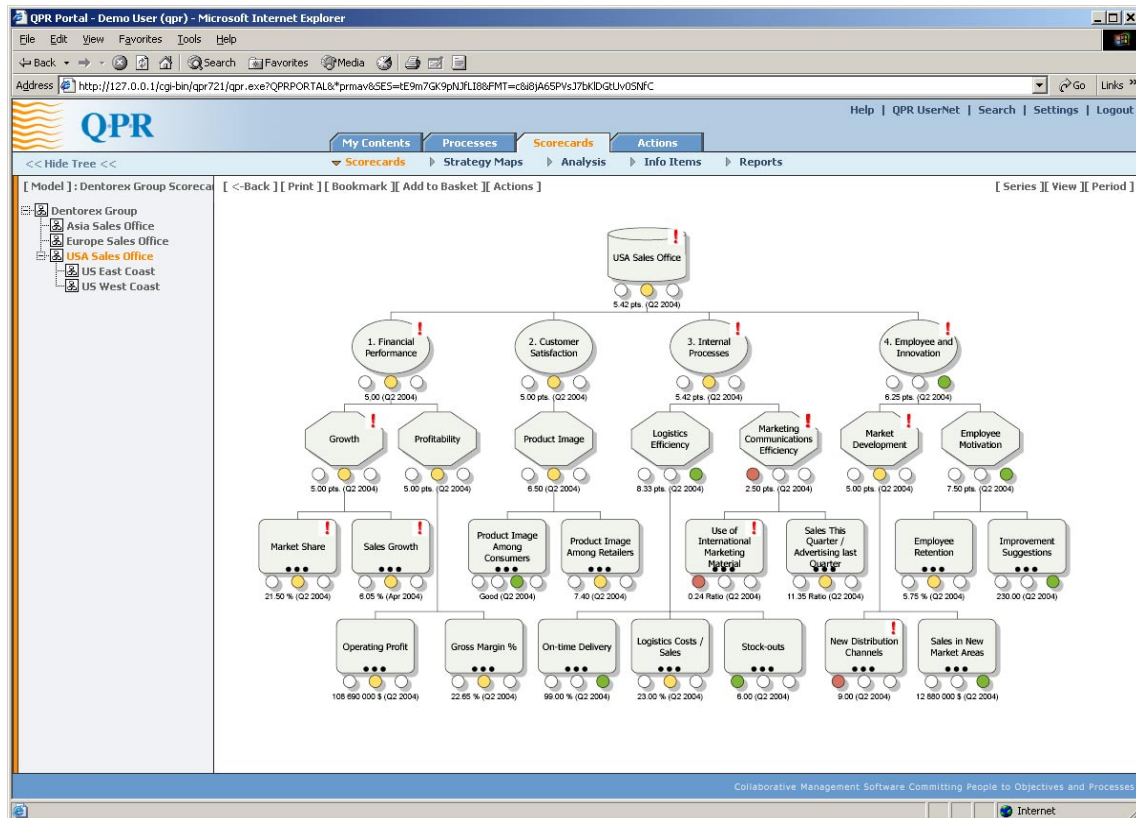 QPR Portal - Demo User (qpr) - Microsoft Internet Explorer
File Edit View Favorites Tools Help
Back Search Favorites Media
Address http://127.0.0.1/cgi-bin/qpr721/qpr.exe?QPRPORTAL&*prmav&SES=tE9m7GK9pNJfLI8&FMT=c&i8jA65PVsJ7bKlDGtUv0SNfC Go Links »
Help | QPR UserNet | Search | Settings | Logout
QPR
My Contents Processes Scorecards Actions
<< Hide Tree << Scorecards Strategy Maps Analysis Info Items Reports
[ Model ] : Dentorex Group Scorecar [ <-Back ][ Print ][ Bookmark ][ Add to Basket ][ Actions ] [ Series ][ View ][ Period ]
Dentorex Group
Asia Sales Office
Europe Sales Office
USA Sales Office
US East Coast
US West Coast
USA Sales Office !
5.42 pts. (Q2 2004)
1. Financial Performance !
5.00 (Q2 2004)
2. Customer Satisfaction
5.00 pts. (Q2 2004)
3. Internal Processes !
5.42 pts. (Q2 2004)
4. Employee and Innovation !
6.25 pts. (Q2 2004)
Growth !
5.00 pts. (Q2 2004)
Profitability
5.00 pts. (Q2 2004)
Product Image
6.50 (Q2 2004)
Logistics Efficiency
8.33 pts. (Q2 2004)
Marketing Communications Efficiency !
2.50 pts. (Q2 2004)
Market Development !
5.00 pts. (Q2 2004)
Employee Motivation
7.50 pts. (Q2 2004)
Market Share !
21.50 % (Q2 2004)
Sales Growth !
6.05 % (Apr 2004)
Product Image Among Consumers
Good (Q2 2004)
Product Image Among Retailers
7.40 (Q2 2004)
Use of International Marketing Material !
0.24 Ratio (Q2 2004)
Sales This Quarter / Advertising last Quarter
11.35 Ratio (Q2 2004)
Employee Retention
5.75 % (Q2 2004)
Improvement Suggestions
230.00 (Q2 2004)
Operating Profit
108 690 000 $ (Q2 2004)
Gross Margin %
22.65 % (Q2 2004)
On-time Delivery
99.00 % (Q2 2004)
Logistics Costs / Sales
23.00 % (Q2 2004)
Stock-outs
6.00 (Q2 2004)
New Distribution Channels !
9.00 (Q2 2004)
Sales in New Market Areas
12 880 000 $ (Q2 2004)
Collaborative Management Software Committing People to Objectives and Processes
Internet